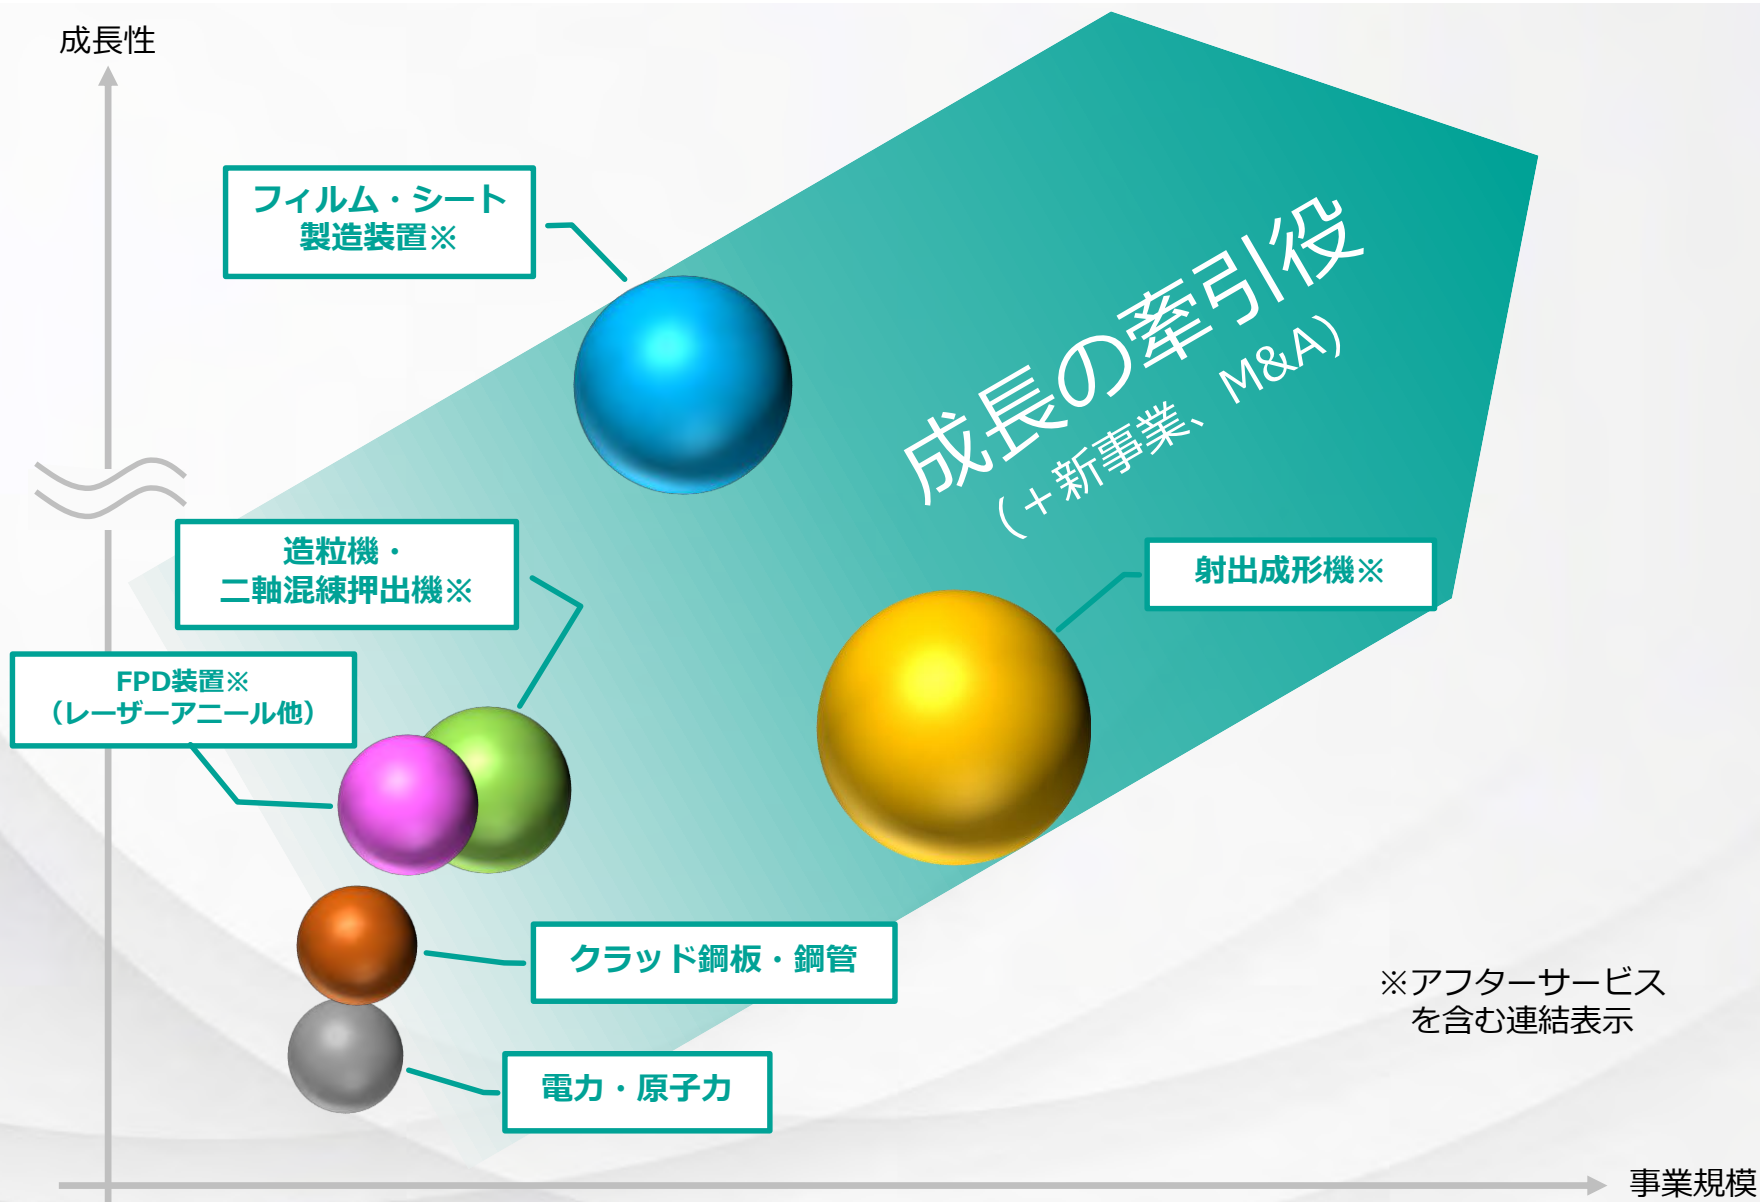 成長性
フィルム・シート
製造装置※
成長の牽引役
(＋新事業、M&A)
造粒機・
二軸混練押出機※
射出成形機※
FPD装置※
（レーザーアニール他）
クラッド鋼板・鋼管
※アフターサービス
を含む連結表示
電力・原子力
事業規模